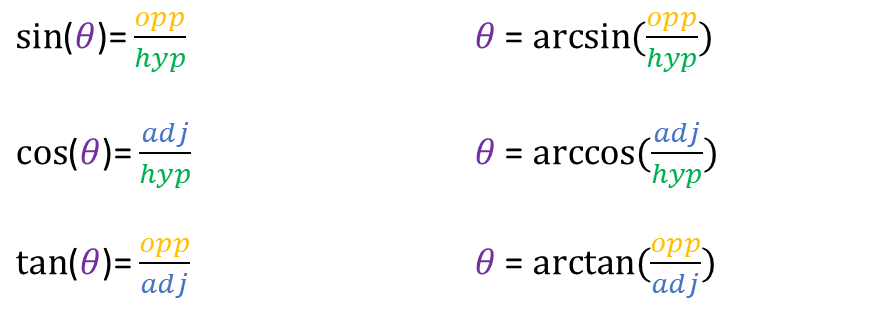 sin(θ)=opp/hyp θ = arcsin(opp/hyp)
cos(θ)=adj/hyp θ = arccos(adj/hyp)
tan(θ)=opp/adj θ = arctan(opp/adj)